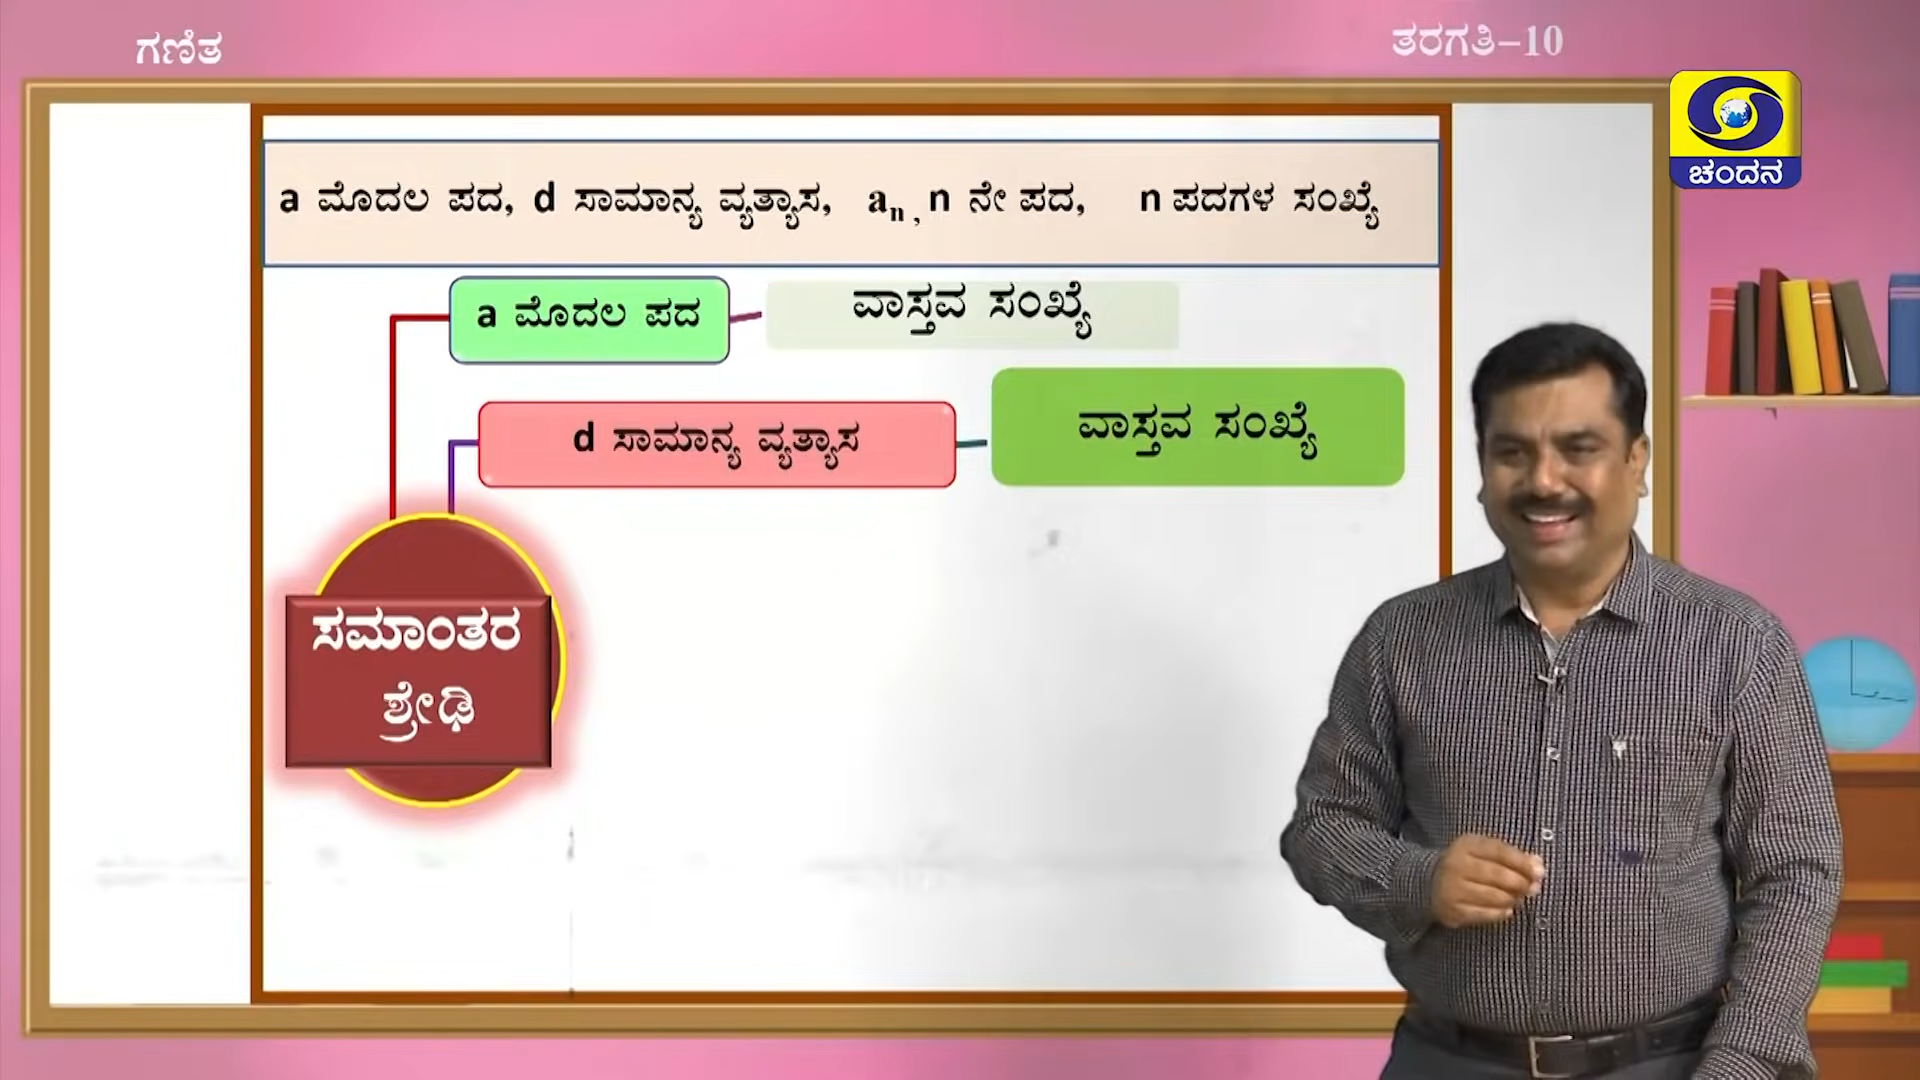 ಗಣಿತ
ತರಗತಿ-10
ಚಂದನ
a ಮೊದಲ ಪದ, d ಸಾಮಾನ್ಯ ವ್ಯತ್ಯಾಸ, aₙ, n ನೇ ಪದ, n ಪದಗಳ ಸಂಖ್ಯೆ
a ಮೊದಲ ಪದ
ವಾಸ್ತವ ಸಂಖ್ಯೆ
d ಸಾಮಾನ್ಯ ವ್ಯತ್ಯಾಸ
ವಾಸ್ತವ ಸಂಖ್ಯೆ
ಸಮಾಂತರ
ಶ್ರೇಢಿ